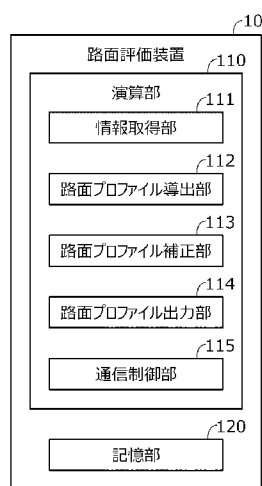 10
路面評価装置
110
演算部
111
情報取得部
112
路面プロファイル導出部
113
路面プロファイル補正部
114
路面プロファイル出力部
115
通信制御部
120
記憶部